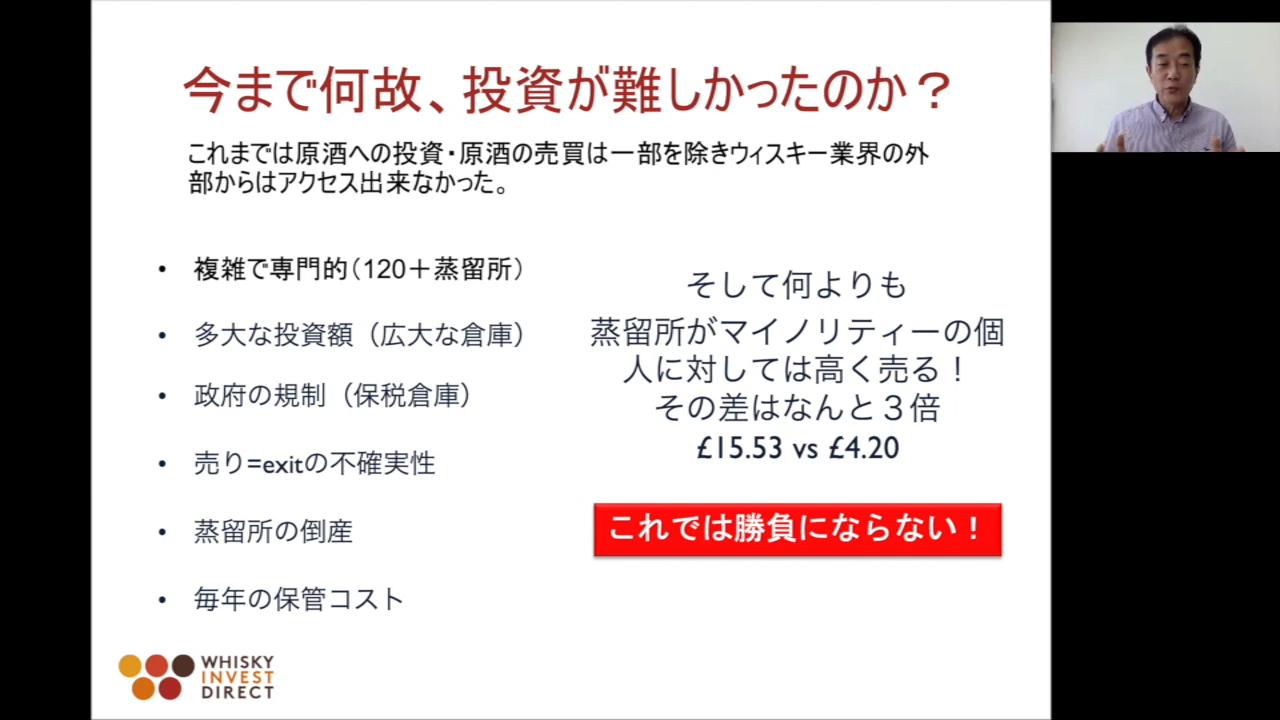 今まで何故、投資が難しかったのか？
これまでは原酒への投資・原酒の売買は一部を除きウィスキー業界の外
部からはアクセス出来なかった。
• 複雑で専門的（120＋蒸留所）
• 多大な投資額（広大な倉庫）
• 政府の規制（保税倉庫）
• 売り=exitの不確実性
• 蒸留所の倒産
• 毎年の保管コスト
そして何よりも
蒸留所がマイノリティーの個
人に対しては高く売る！
その差はなんと３倍
£15.53 vs £4.20
これでは勝負にならない！
WHISKY
INVEST
DIRECT